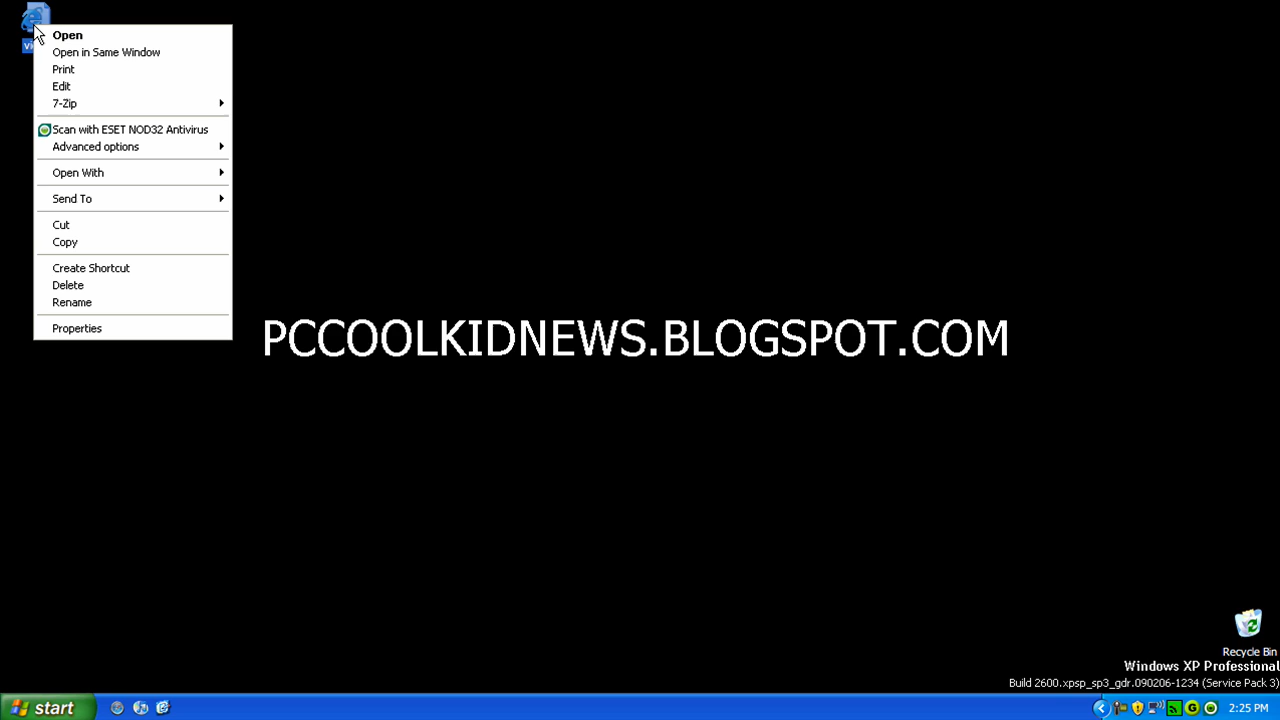 Open
Open in Same Window
Print
Edit
7-Zip
Scan with ESET NOD32 Antivirus
Advanced options
Open With
Send To
Cut
Copy
Create Shortcut
Delete
Rename
Properties
PCCOOLKIDNEWS.BLOGSPOT.COM
Recycle Bin
Windows XP Professional
Build 2600.xpsp_sp3_gdr.090206-1234 (Service Pack 3)
start
2:25 PM